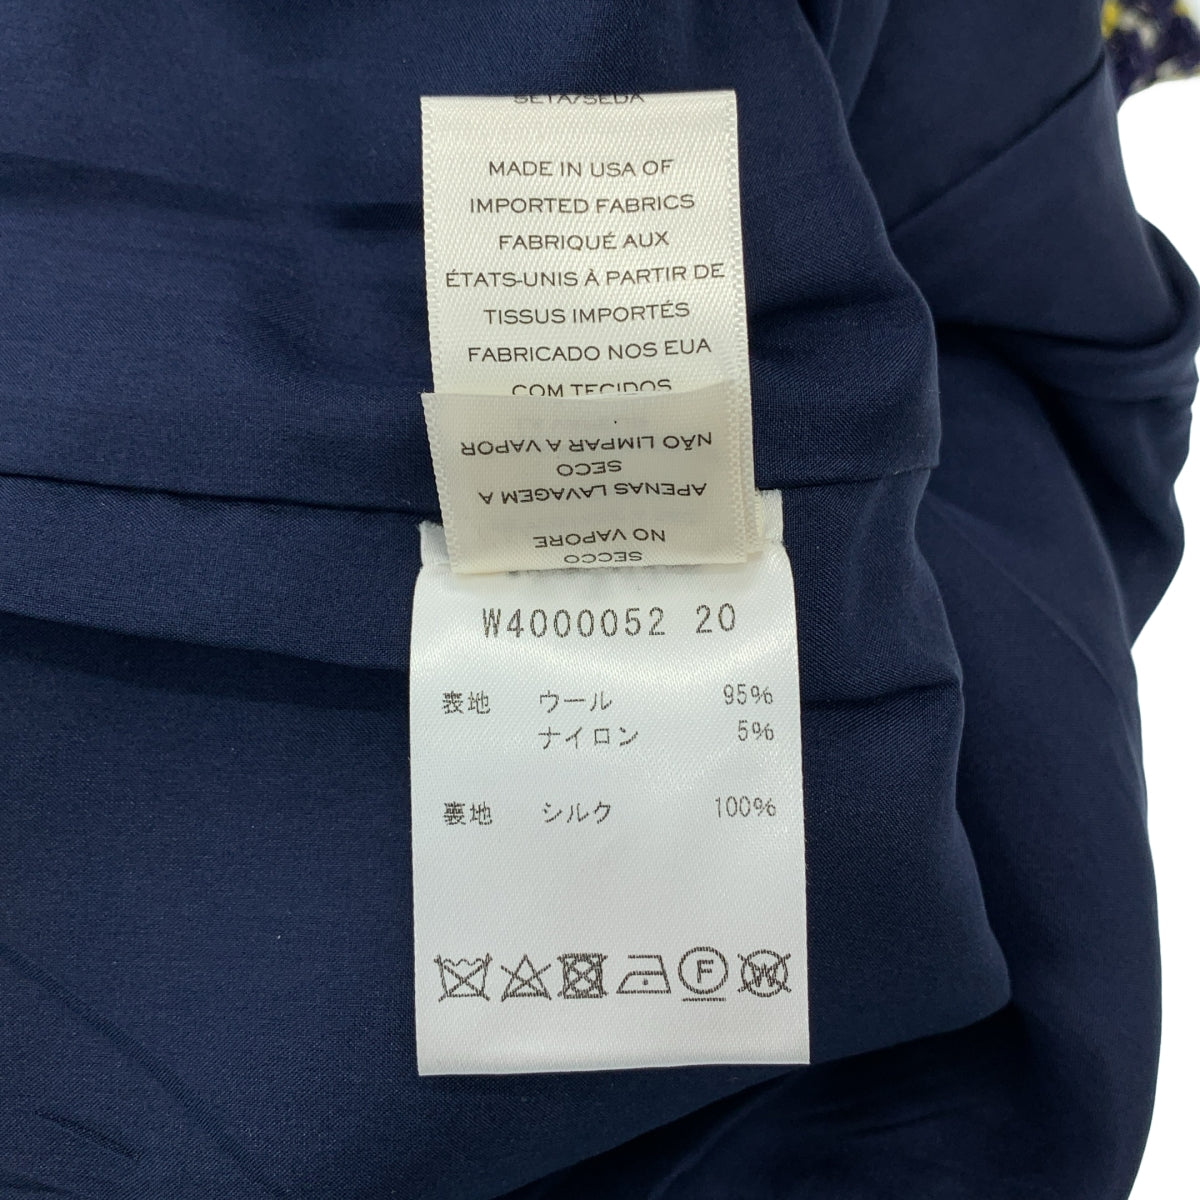 SETA/SEDA
MADE IN USA OF
IMPORTED FABRICS
FABRIQUÉ AUX
ÉTATS-UNIS À PARTIR DE
TISSUS IMPORTÉS
FABRICADO NOS EUA
COM TECIDOS
SECCO
NO VAPORE
APENAS LAVAGEM A
SECO
NÃO LIMPAR A VAPOR
W4000052 20
表地 ウール 95%
ナイロン 5%
裏地 シルク 100%
F
W